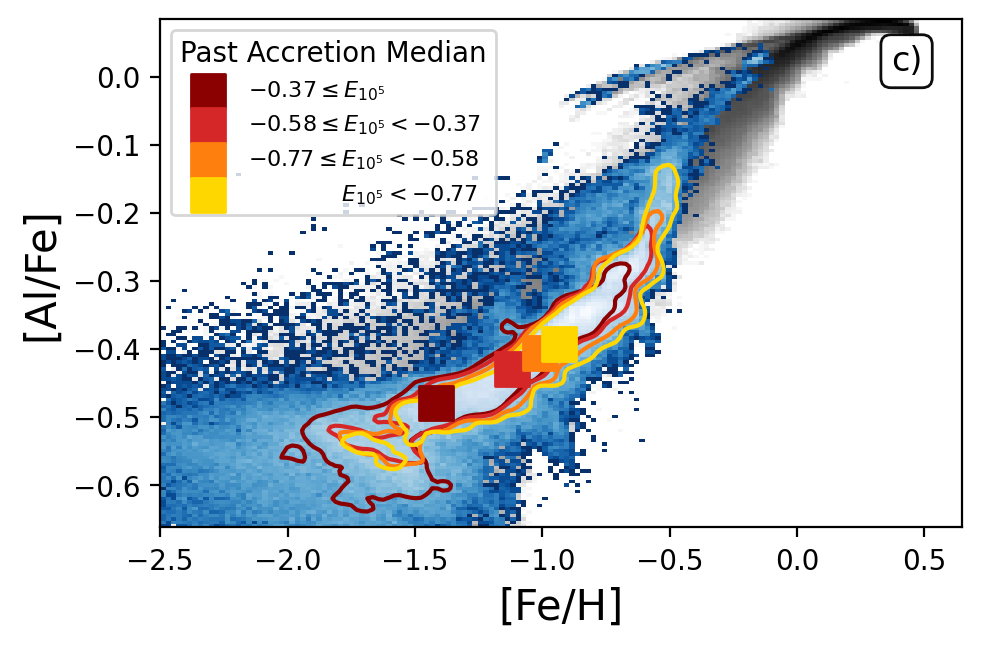 c)
Past Accretion Median
−0.37 ≤ E₁₀⁵
−0.58 ≤ E₁₀⁵ < −0.37
−0.77 ≤ E₁₀⁵ < −0.58
E₁₀⁵ < −0.77
[Al/Fe]
0.0
−0.1
−0.2
−0.3
−0.4
−0.5
−0.6
−2.5 −2.0 −1.5 −1.0 −0.5 0.0 0.5
[Fe/H]